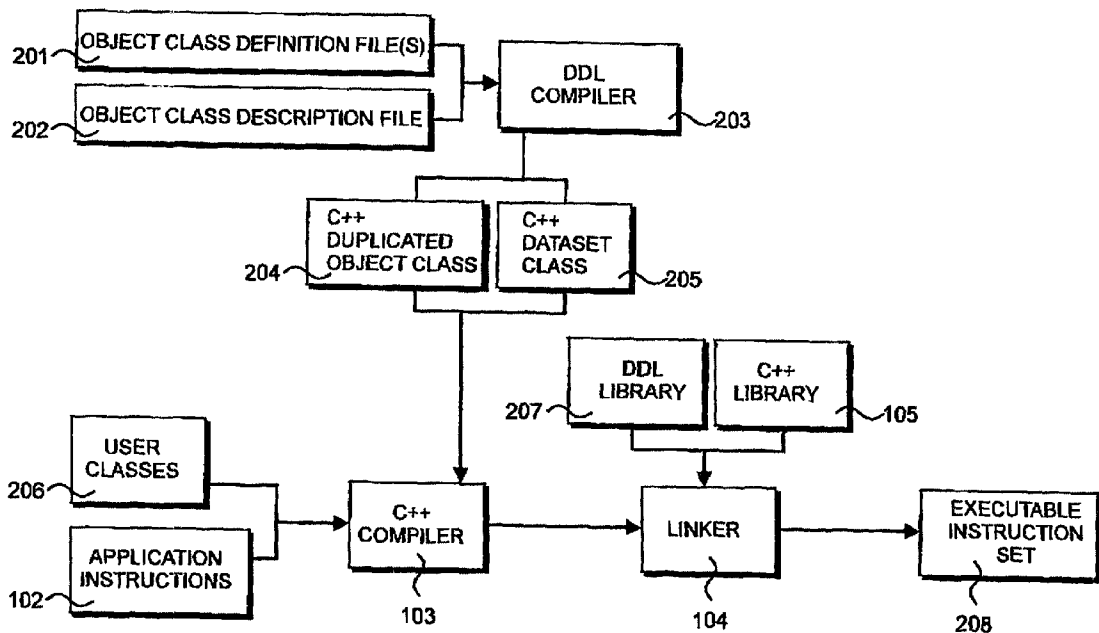 OBJECT CLASS DEFINITION FILE(S)
201
OBJECT CLASS DESCRIPTION FILE
202
DDL
COMPILER
203
C++
DUPLICATED
OBJECT CLASS
204
C++
DATASET
CLASS
205
DDL
LIBRARY
207
C++
LIBRARY
105
USER
CLASSES
206
APPLICATION
INSTRUCTIONS
102
C++
COMPILER
103
LINKER
104
EXECUTABLE
INSTRUCTION
SET
208